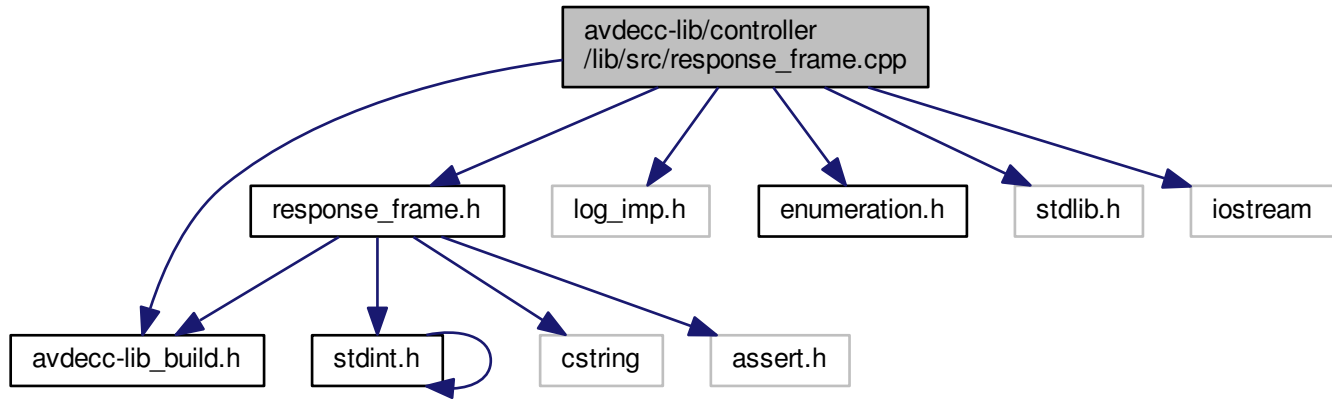 avdecc-lib/controller
/lib/src/response_frame.cpp
response_frame.h
log_imp.h
enumeration.h
stdlib.h
iostream
avdecc-lib_build.h
stdint.h
cstring
assert.h